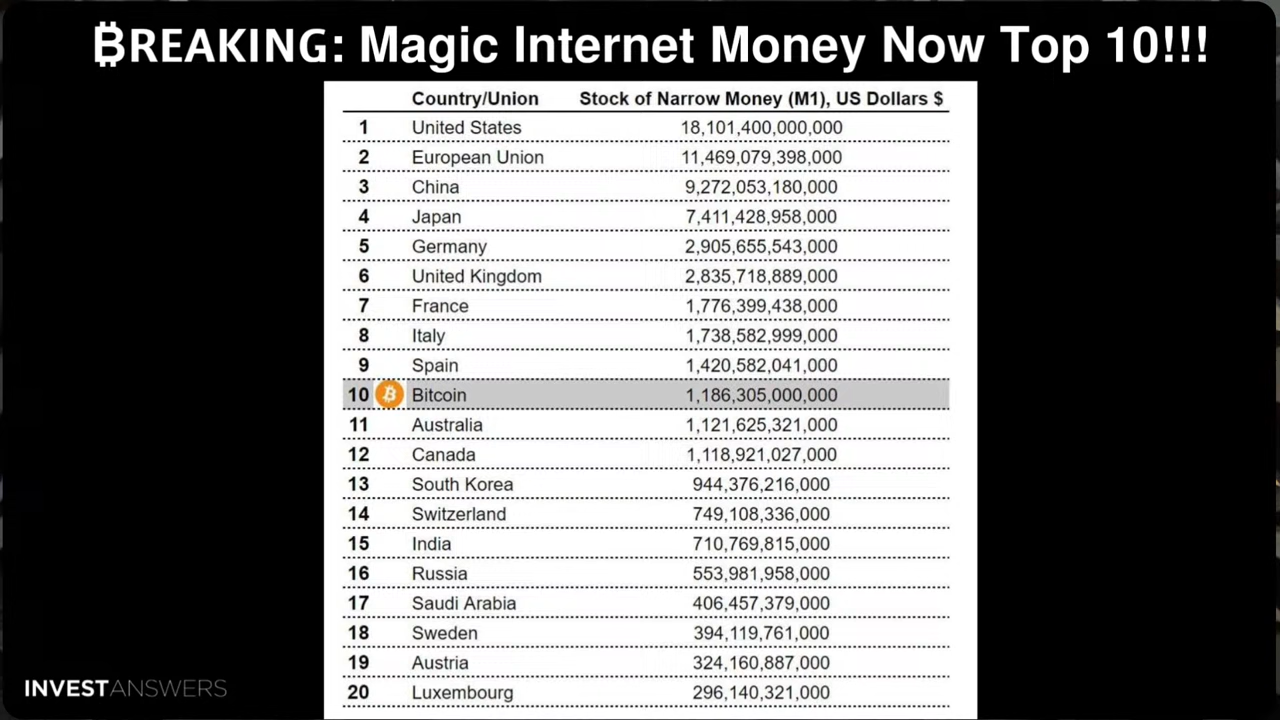 ₿REAKING: Magic Internet Money Now Top 10!!!
Country/Union Stock of Narrow Money (M1), US Dollars $
1 United States 18,101,400,000,000
2 European Union 11,469,079,398,000
3 China 9,272,053,180,000
4 Japan 7,411,428,958,000
5 Germany 2,905,655,543,000
6 United Kingdom 2,835,718,889,000
7 France 1,776,399,438,000
8 Italy 1,738,582,999,000
9 Spain 1,420,582,041,000
10 ₿ Bitcoin 1,186,305,000,000
11 Australia 1,121,625,321,000
12 Canada 1,118,921,027,000
13 South Korea 944,376,216,000
14 Switzerland 749,108,336,000
15 India 710,769,815,000
16 Russia 553,981,958,000
17 Saudi Arabia 406,457,379,000
18 Sweden 394,119,761,000
19 Austria 324,160,887,000
20 Luxembourg 296,140,321,000
INVESTANSWERS